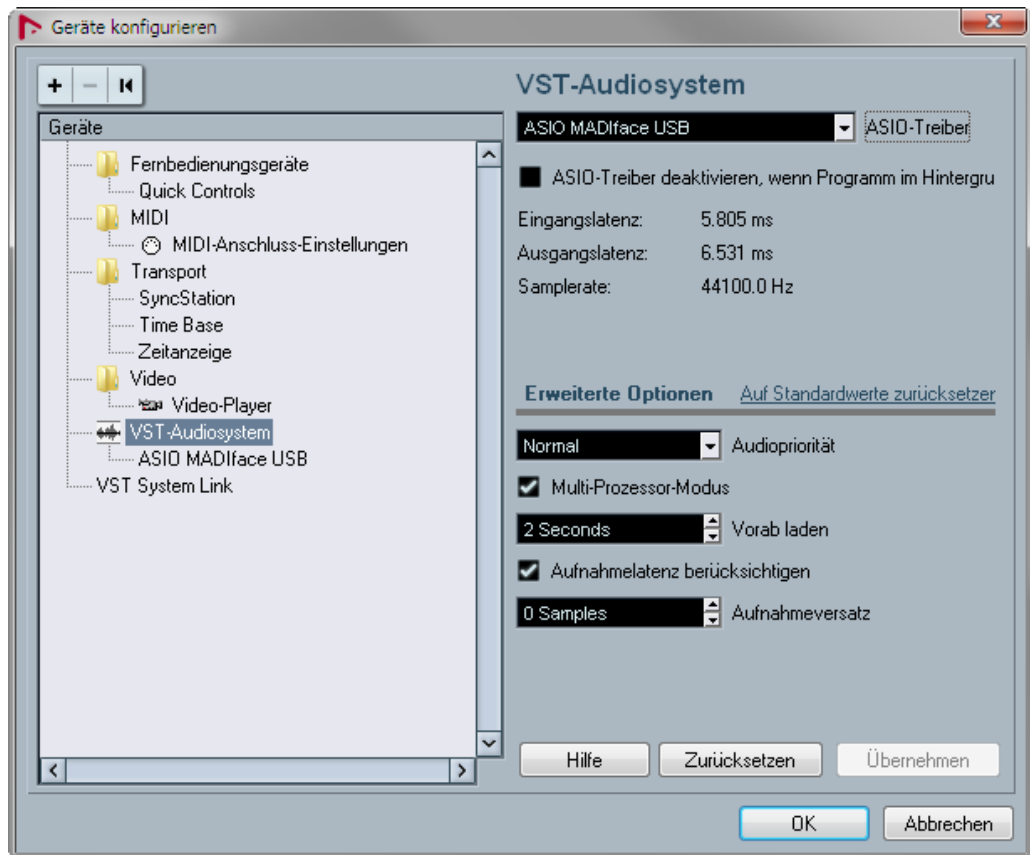 Geräte konfigurieren
Geräte
Fernbedienungsgeräte
Quick Controls
MIDI
MIDI-Anschluss-Einstellungen
Transport
SyncStation
Time Base
Zeitanzeige
Video
Video-Player
VST-Audiosystem
ASIO MADIface USB
VST System Link
VST-Audiosystem
ASIO MADIface USB ASIO-Treiber
ASIO-Treiber deaktivieren, wenn Programm im Hintergru
Eingangslatenz: 5.805 ms
Ausgangslatenz: 6.531 ms
Samplerate: 44100.0 Hz
Erweiterte Optionen Auf Standardwerte zurücksetzer
Normal Audiopriorität
Multi-Prozessor-Modus
2 Seconds Vorab laden
Aufnahmelatenz berücksichtigen
0 Samples Aufnahmeversatz
Hilfe Zurücksetzen Übernehmen
OK Abbrechen